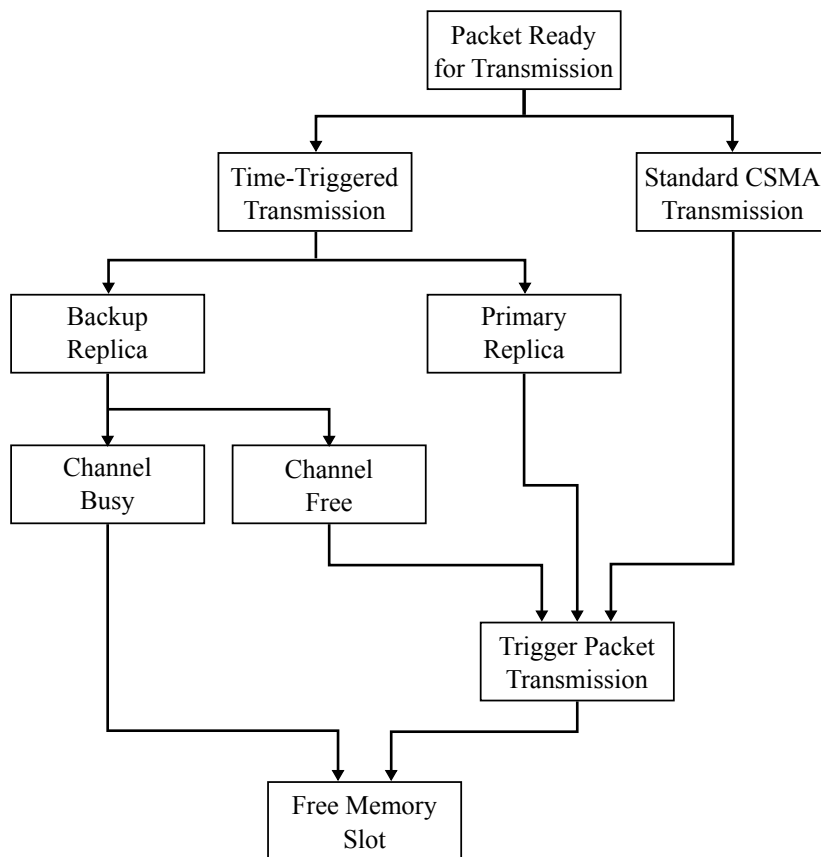 Packet Ready
for Transmission
Time-Triggered
Transmission
Standard CSMA
Transmission
Backup
Replica
Primary
Replica
Channel
Busy
Channel
Free
Trigger Packet
Transmission
Free Memory
Slot